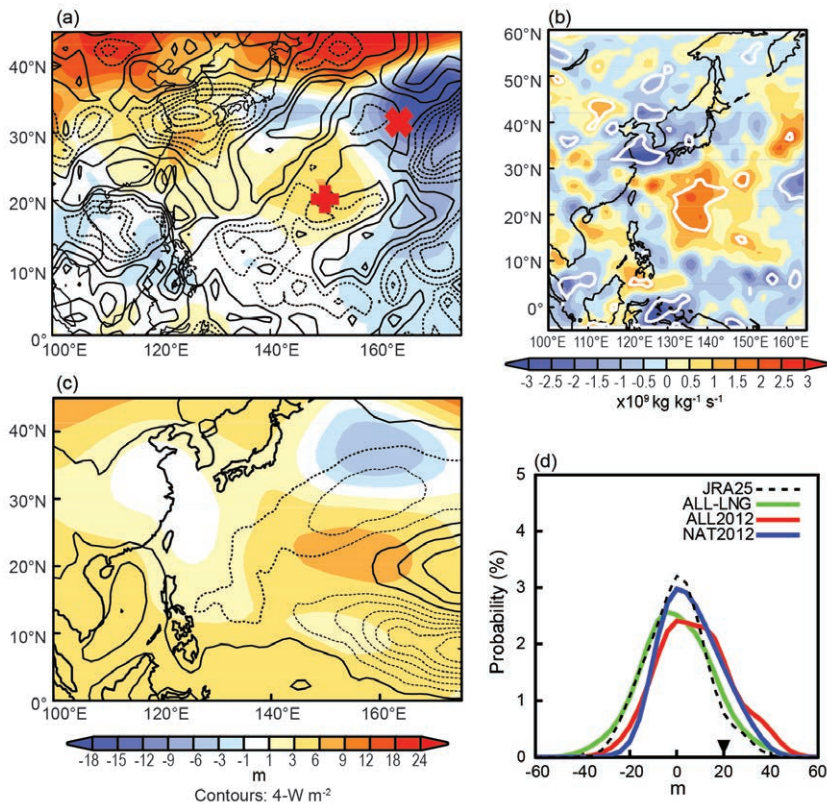 (a)
40°N
30°N
20°N
10°N
0°
100°E 120°E 140°E 160°E
(b)
60°N
50°N
40°N
30°N
20°N
10°N
0°N
100°E 110°E 120°E 130°E 140°E 150°E 160°E
-3 -2.5 -2 -1.5 -1 -0.5 0 0.5 1 1.5 2 2.5 3
x10⁹ kg kg⁻¹ s⁻¹
(c)
40°N
30°N
20°N
10°N
0°
100°E 120°E 140°E 160°E
-18 -15 -12 -9 -6 -3 -1 1 3 6 9 12 18 24
m
Contours: 4-W m⁻²
(d)
JRA25
ALL-LNG
ALL2012
NAT2012
Probability (%)
5
4
3
2
1
0
-60 -40 -20 0 20 40 60
m